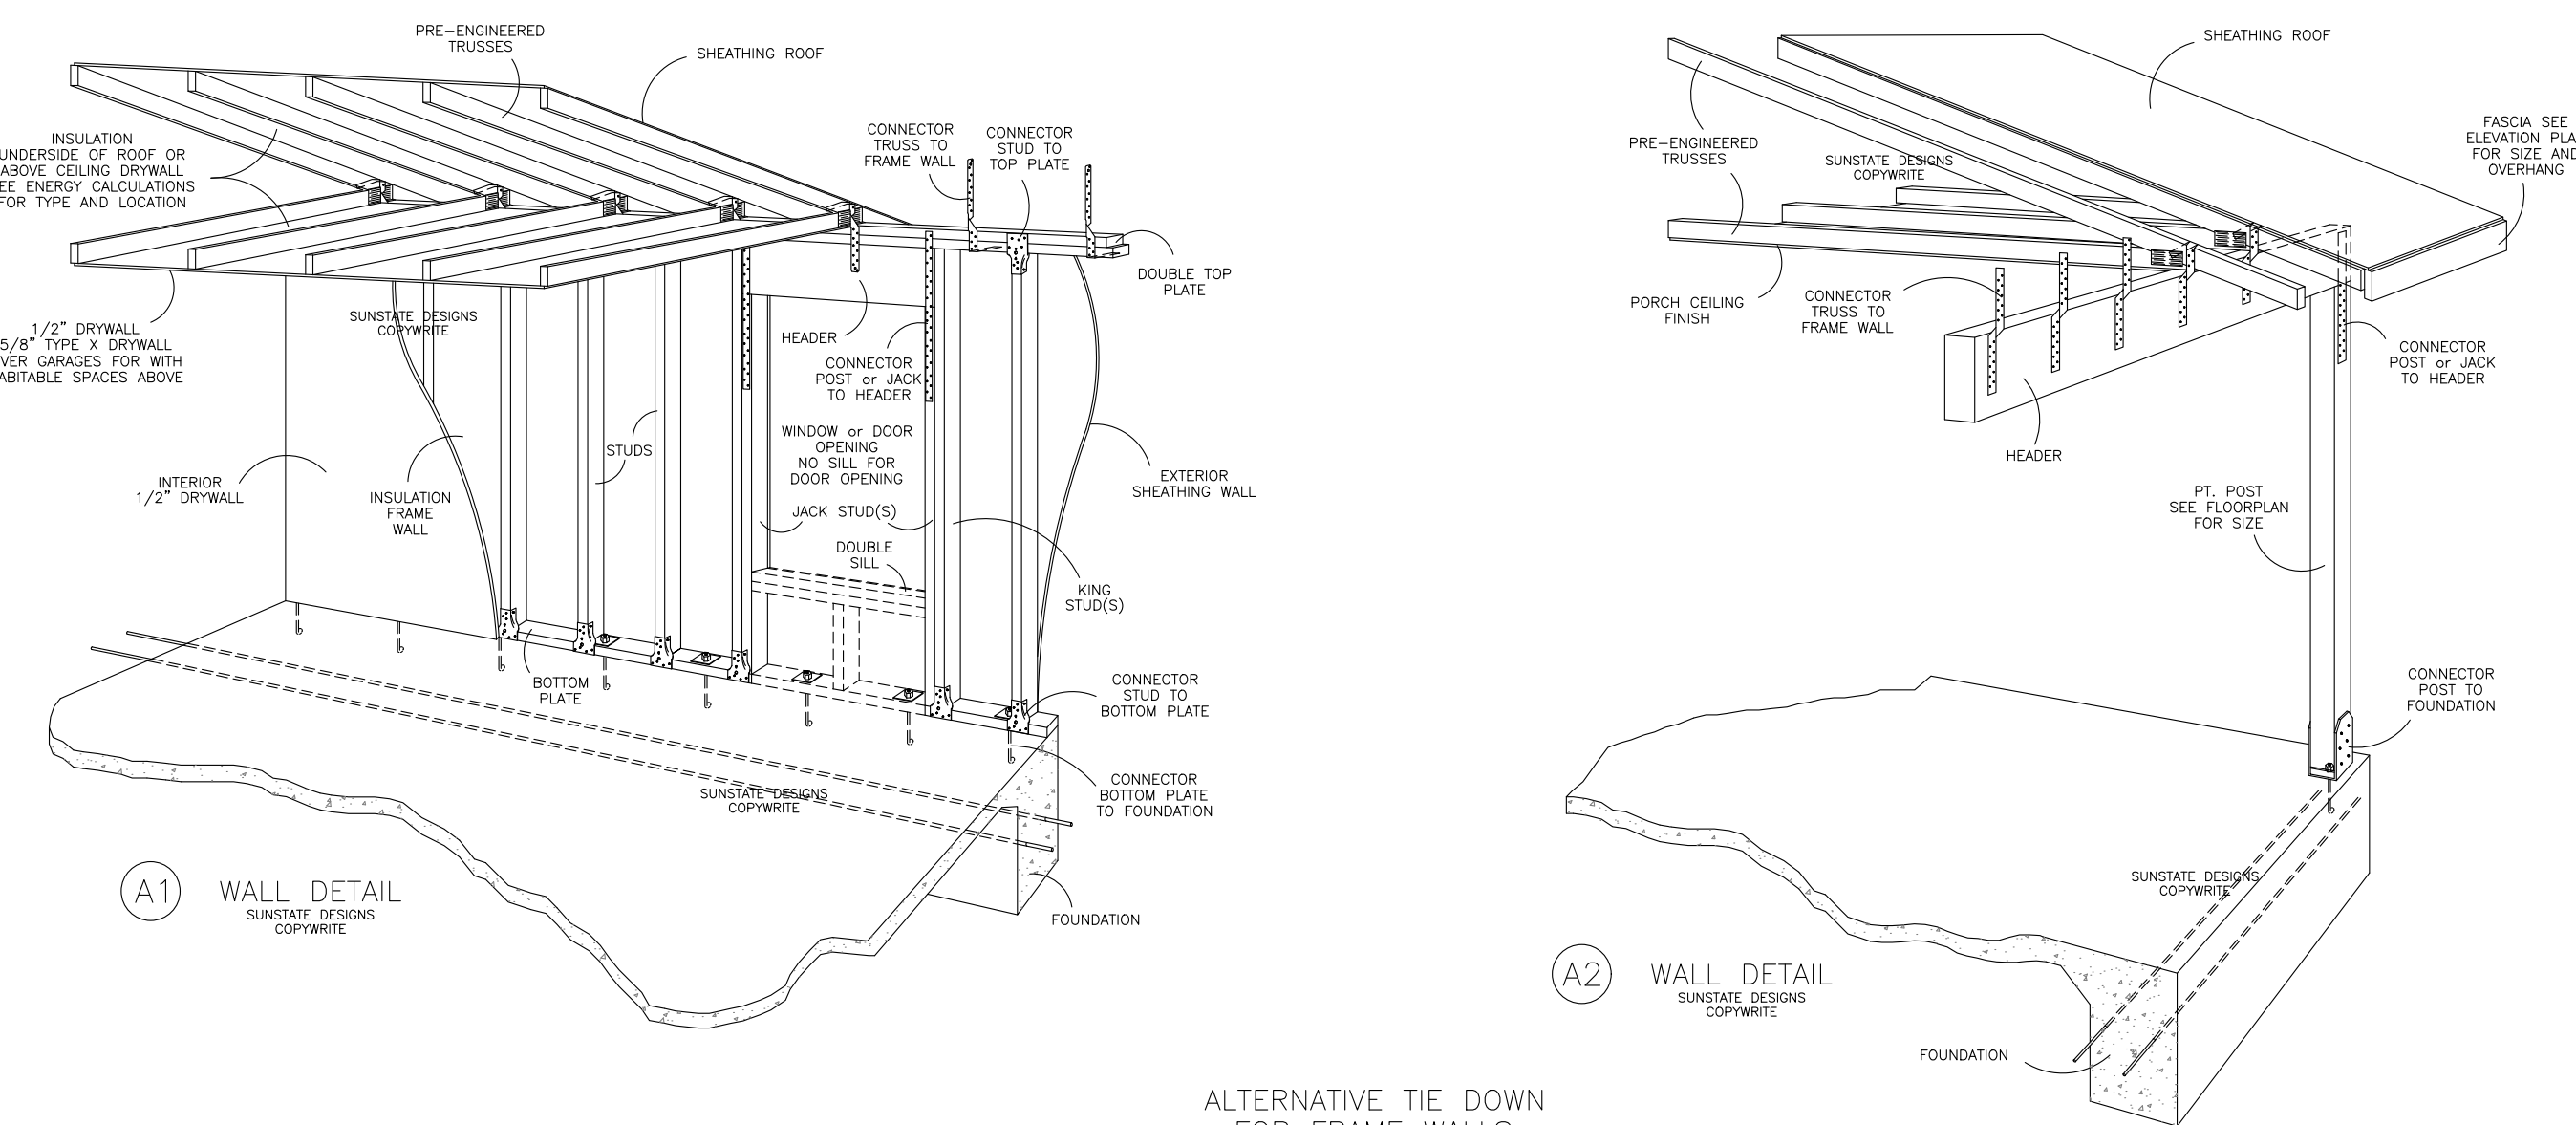 PRE-ENGINEERED
TRUSSES
SHEATHING ROOF
INSULATION
UNDERSIDE OF ROOF OR
ABOVE CEILING DRYWALL
EE ENERGY CALCULATIONS
FOR TYPE AND LOCATION
CONNECTOR
TRUSS TO
FRAME WALL
CONNECTOR
STUD TO
TOP PLATE
DOUBLE TOP
PLATE
1/2" DRYWALL
5/8" TYPE X DRYWALL
VER GARAGES FOR WITH
ABITABLE SPACES ABOVE
SUNSTATE DESIGNS
COPYWRITE
HEADER
CONNECTOR
POST or JACK
TO HEADER
STUDS
WINDOW or DOOR
OPENING
NO SILL FOR
DOOR OPENING
EXTERIOR
SHEATHING WALL
INTERIOR
1/2" DRYWALL
INSULATION
FRAME
WALL
JACK STUD(S)
DOUBLE
SILL
KING
STUD(S)
BOTTOM
PLATE
CONNECTOR
STUD TO
BOTTOM PLATE
CONNECTOR
BOTTOM PLATE
TO FOUNDATION
SUNSTATE DESIGNS
COPYWRITE
FOUNDATION
A1
WALL DETAIL
SUNSTATE DESIGNS
COPYWRITE
SHEATHING ROOF
FASCIA SEE
ELEVATION PLA
FOR SIZE AND
OVERHANG
PRE-ENGINEERED
TRUSSES
SUNSTATE DESIGNS
COPYWRITE
PORCH CEILING
FINISH
CONNECTOR
TRUSS TO
FRAME WALL
CONNECTOR
POST or JACK
TO HEADER
HEADER
PT. POST
SEE FLOORPLAN
FOR SIZE
CONNECTOR
POST TO
FOUNDATION
SUNSTATE DESIGNS
COPYWRITE
FOUNDATION
A2
WALL DETAIL
SUNSTATE DESIGNS
COPYWRITE
ALTERNATIVE TIE DOWN
FOR FRAME WALLS